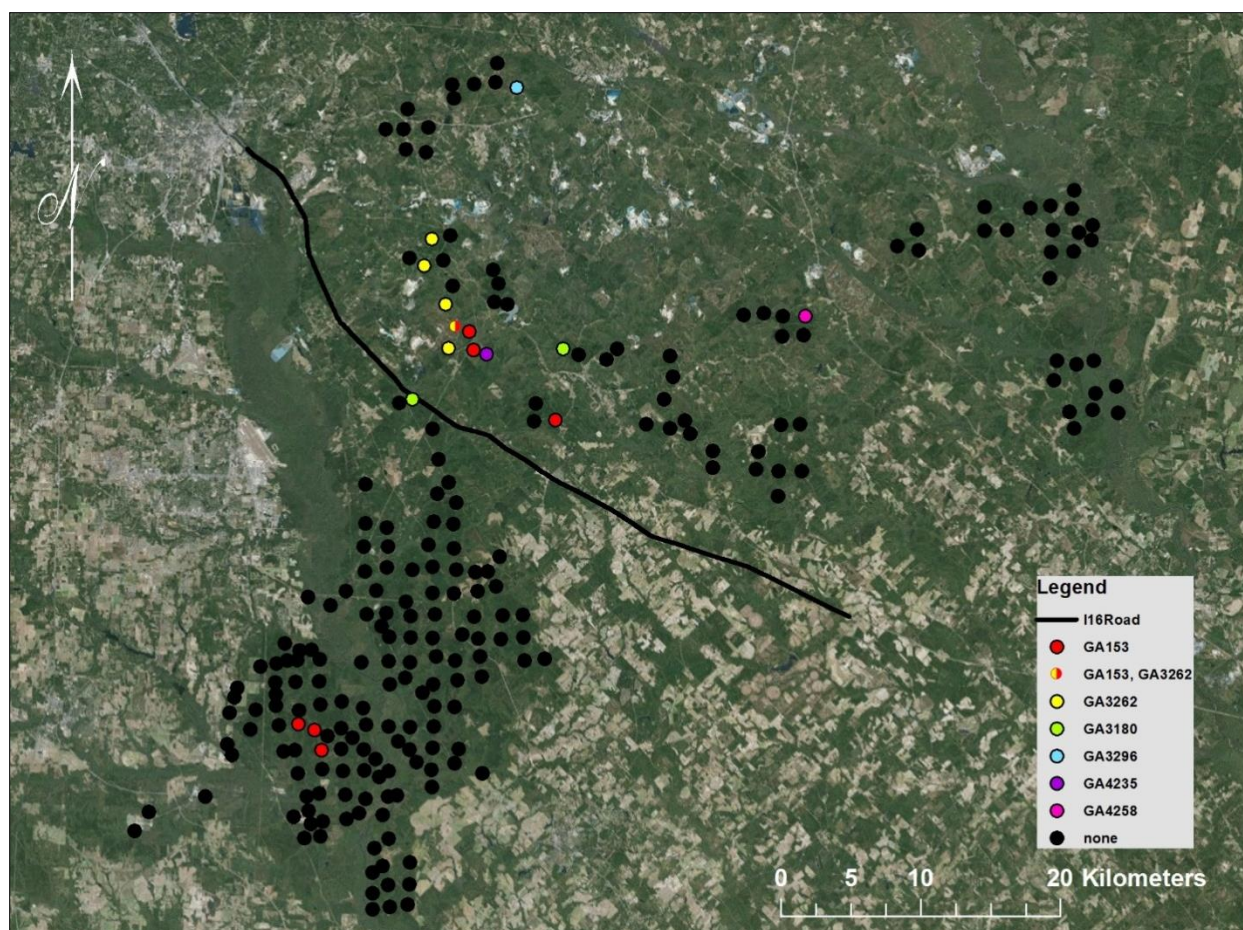 N
Legend
I16Road
GA153
GA153, GA3262
GA3262
GA3180
GA3296
GA4235
GA4258
none
0 5 10 20 Kilometers